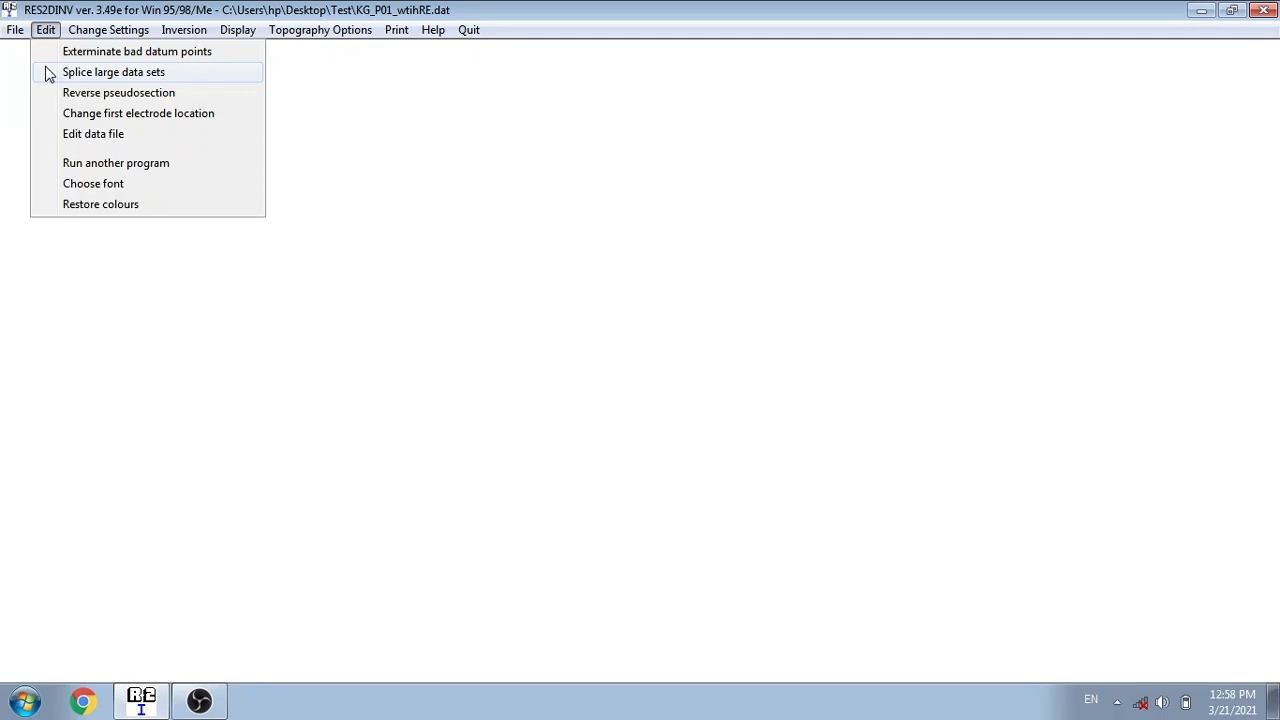 RES2DINV ver. 3.49e for Win 95/98/Me - C:\Users\hp\Desktop\Test\KG_P01_wtihRE.dat
File Edit Change Settings Inversion Display Topography Options Print Help Quit
Exterminate bad datum points
Splice large data sets
Reverse pseudosection
Change first electrode location
Edit data file
Run another program
Choose font
Restore colours
R2
I
EN
12:58 PM
3/21/2021